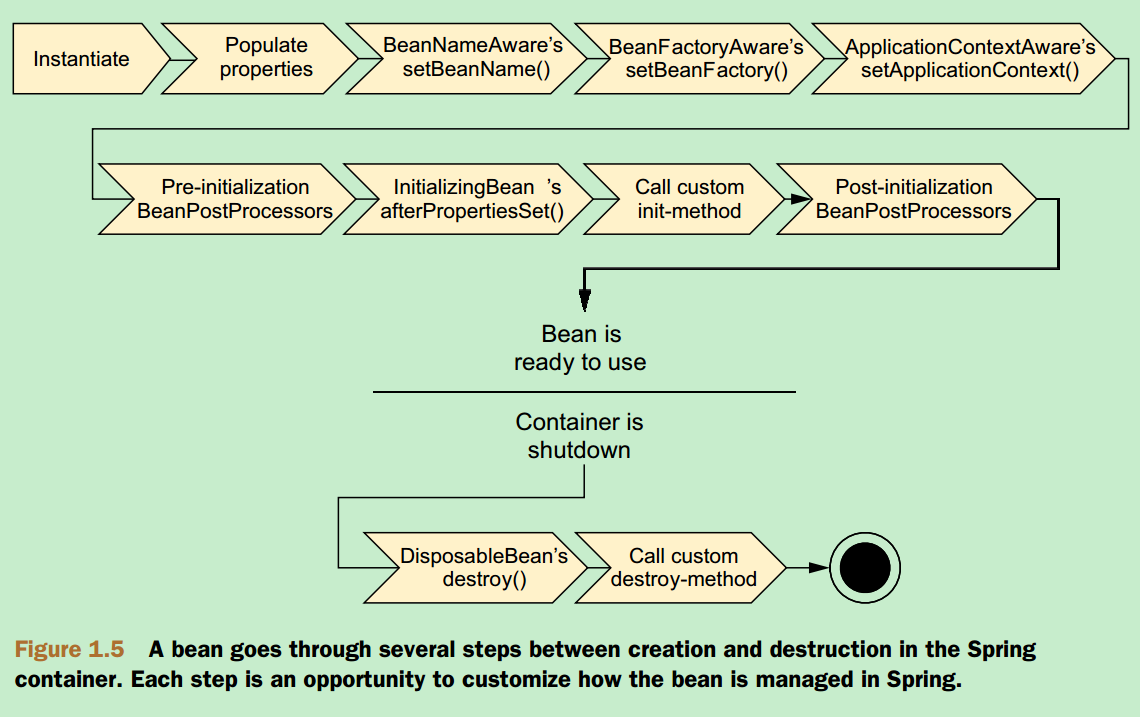 Instantiate
Populate
properties
BeanNameAware's
setBeanName()
BeanFactoryAware's
setBeanFactory()
ApplicationContextAware's
setApplicationContext()
Pre-initialization
BeanPostProcessors
InitializingBean 's
afterPropertiesSet()
Call custom
init-method
Post-initialization
BeanPostProcessors
Bean is
ready to use
Container is
shutdown
DisposableBean's
destroy()
Call custom
destroy-method
Figure 1.5 A bean goes through several steps between creation and destruction in the Spring
container. Each step is an opportunity to customize how the bean is managed in Spring.